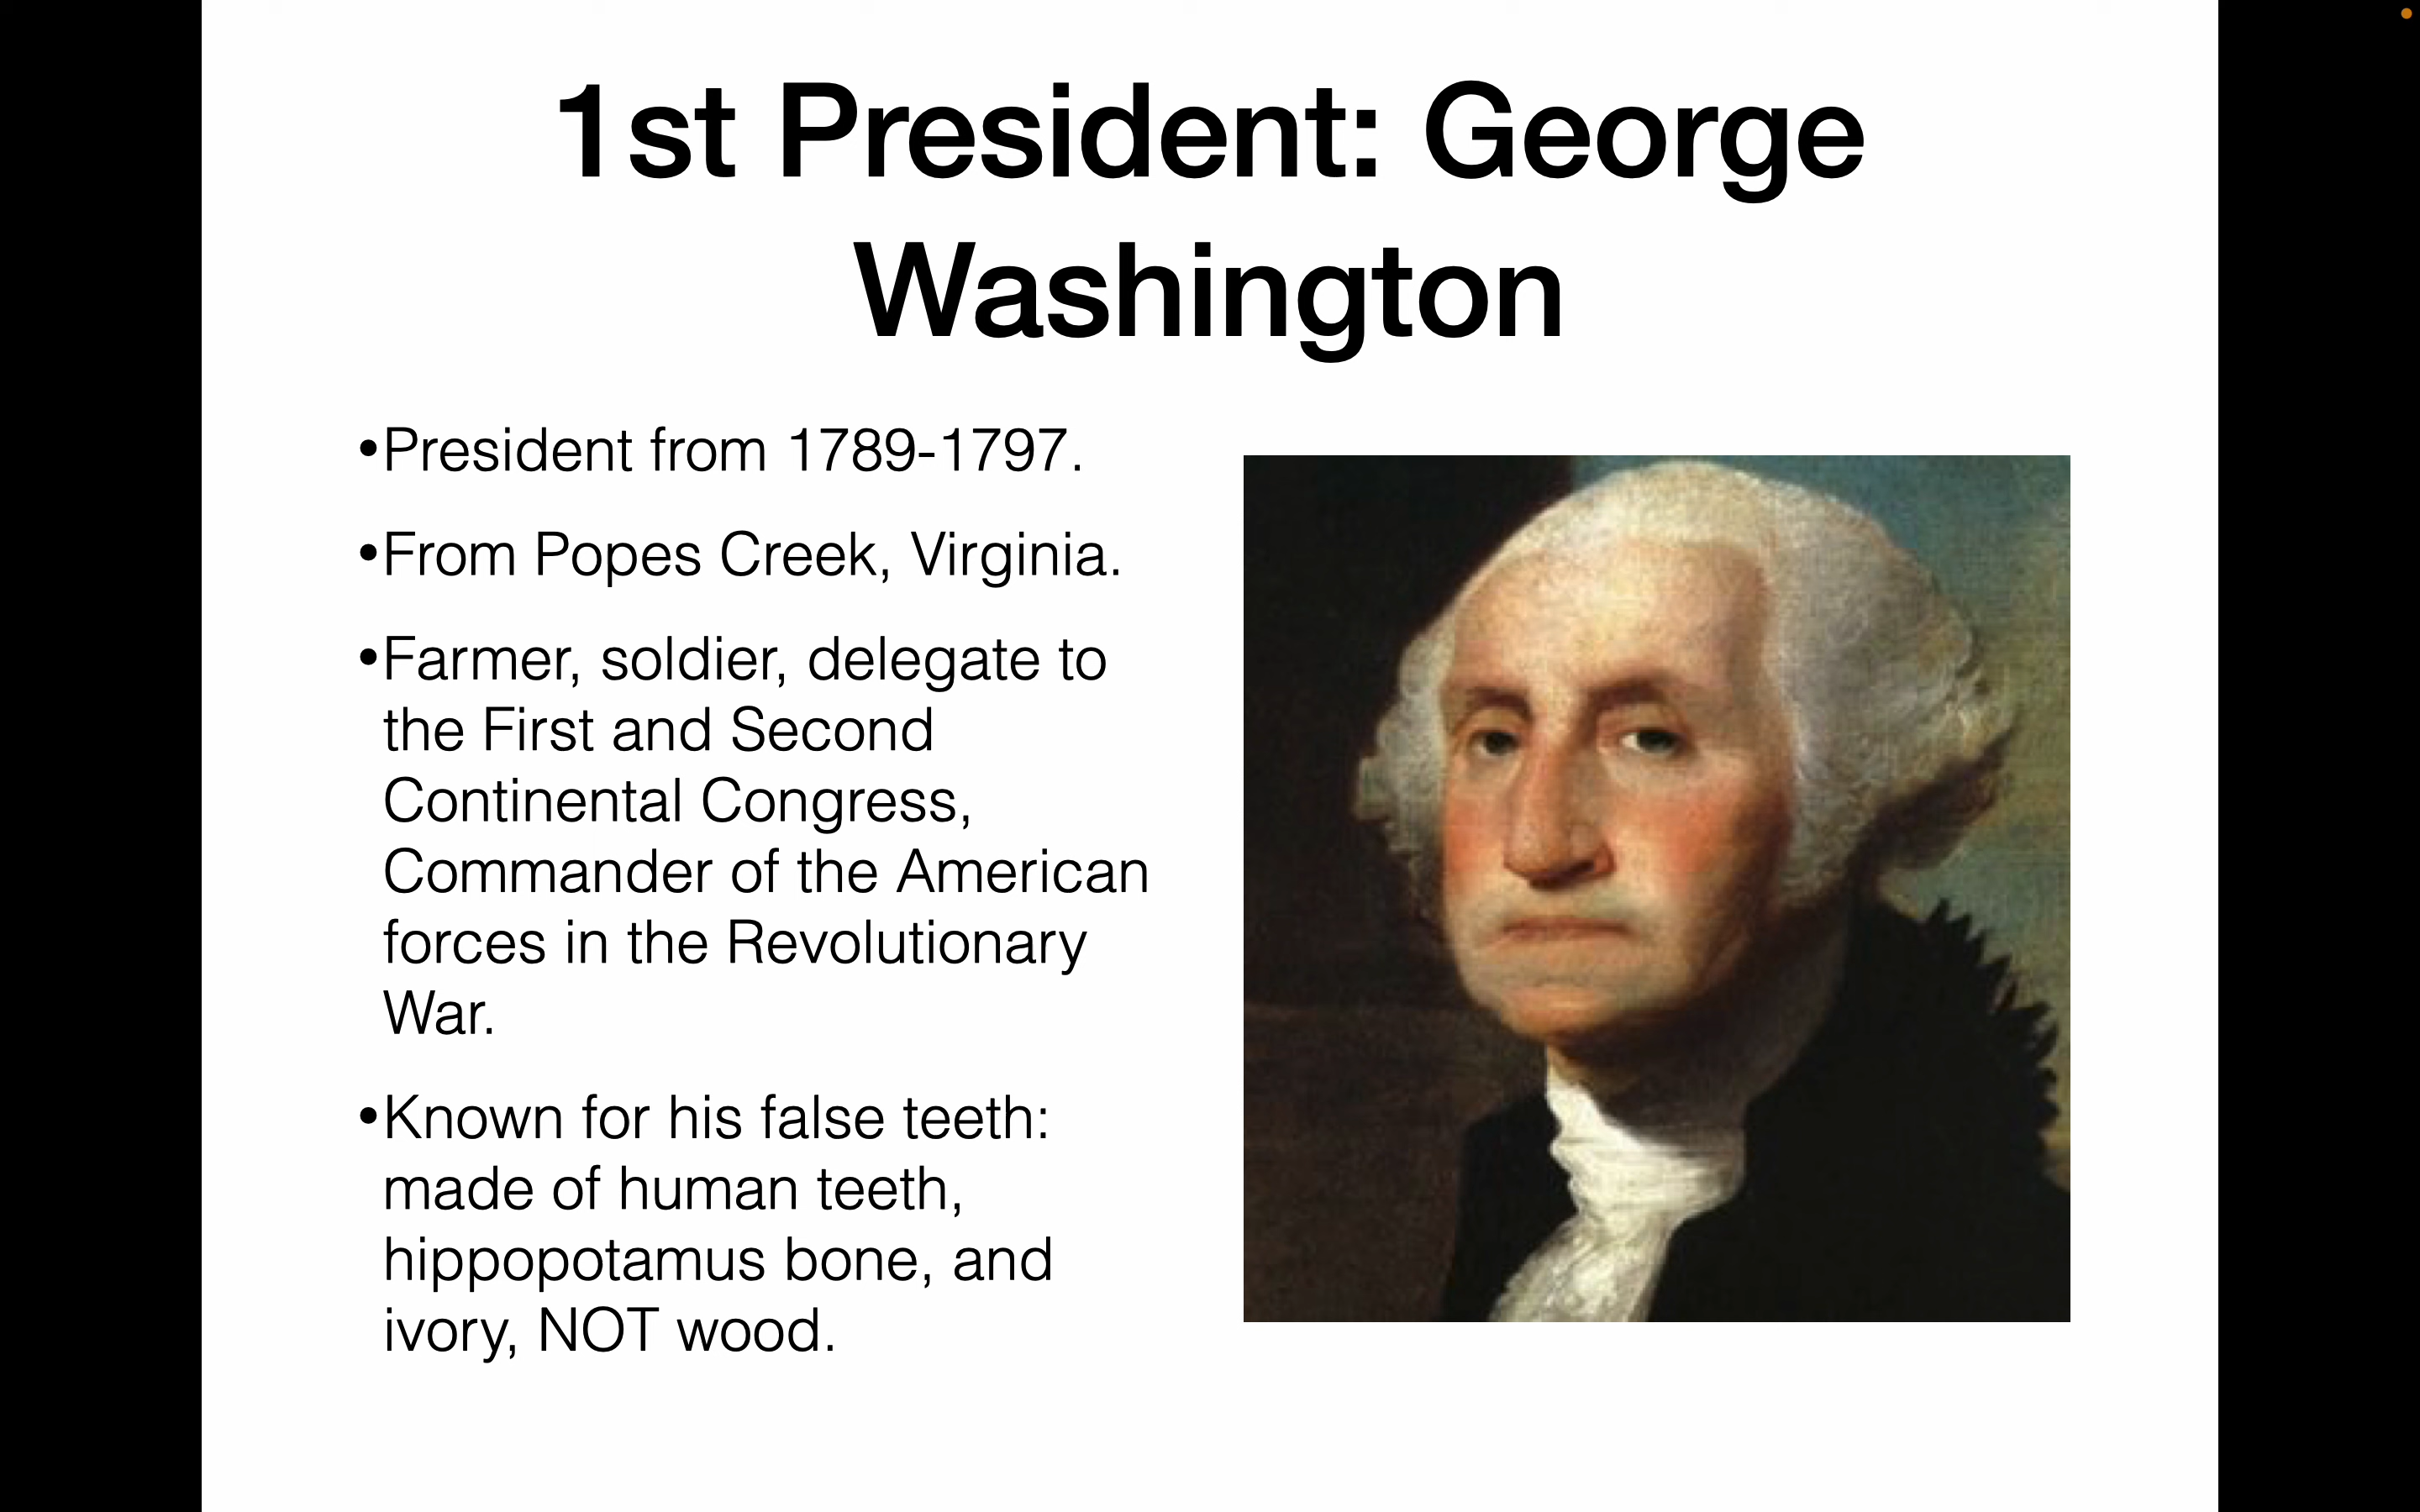 1st President: George
Washington
•President from 1789-1797.
•From Popes Creek, Virginia.
•Farmer, soldier, delegate to
the First and Second
Continental Congress,
Commander of the American
forces in the Revolutionary
War.
•Known for his false teeth:
made of human teeth,
hippopotamus bone, and
ivory, NOT wood.